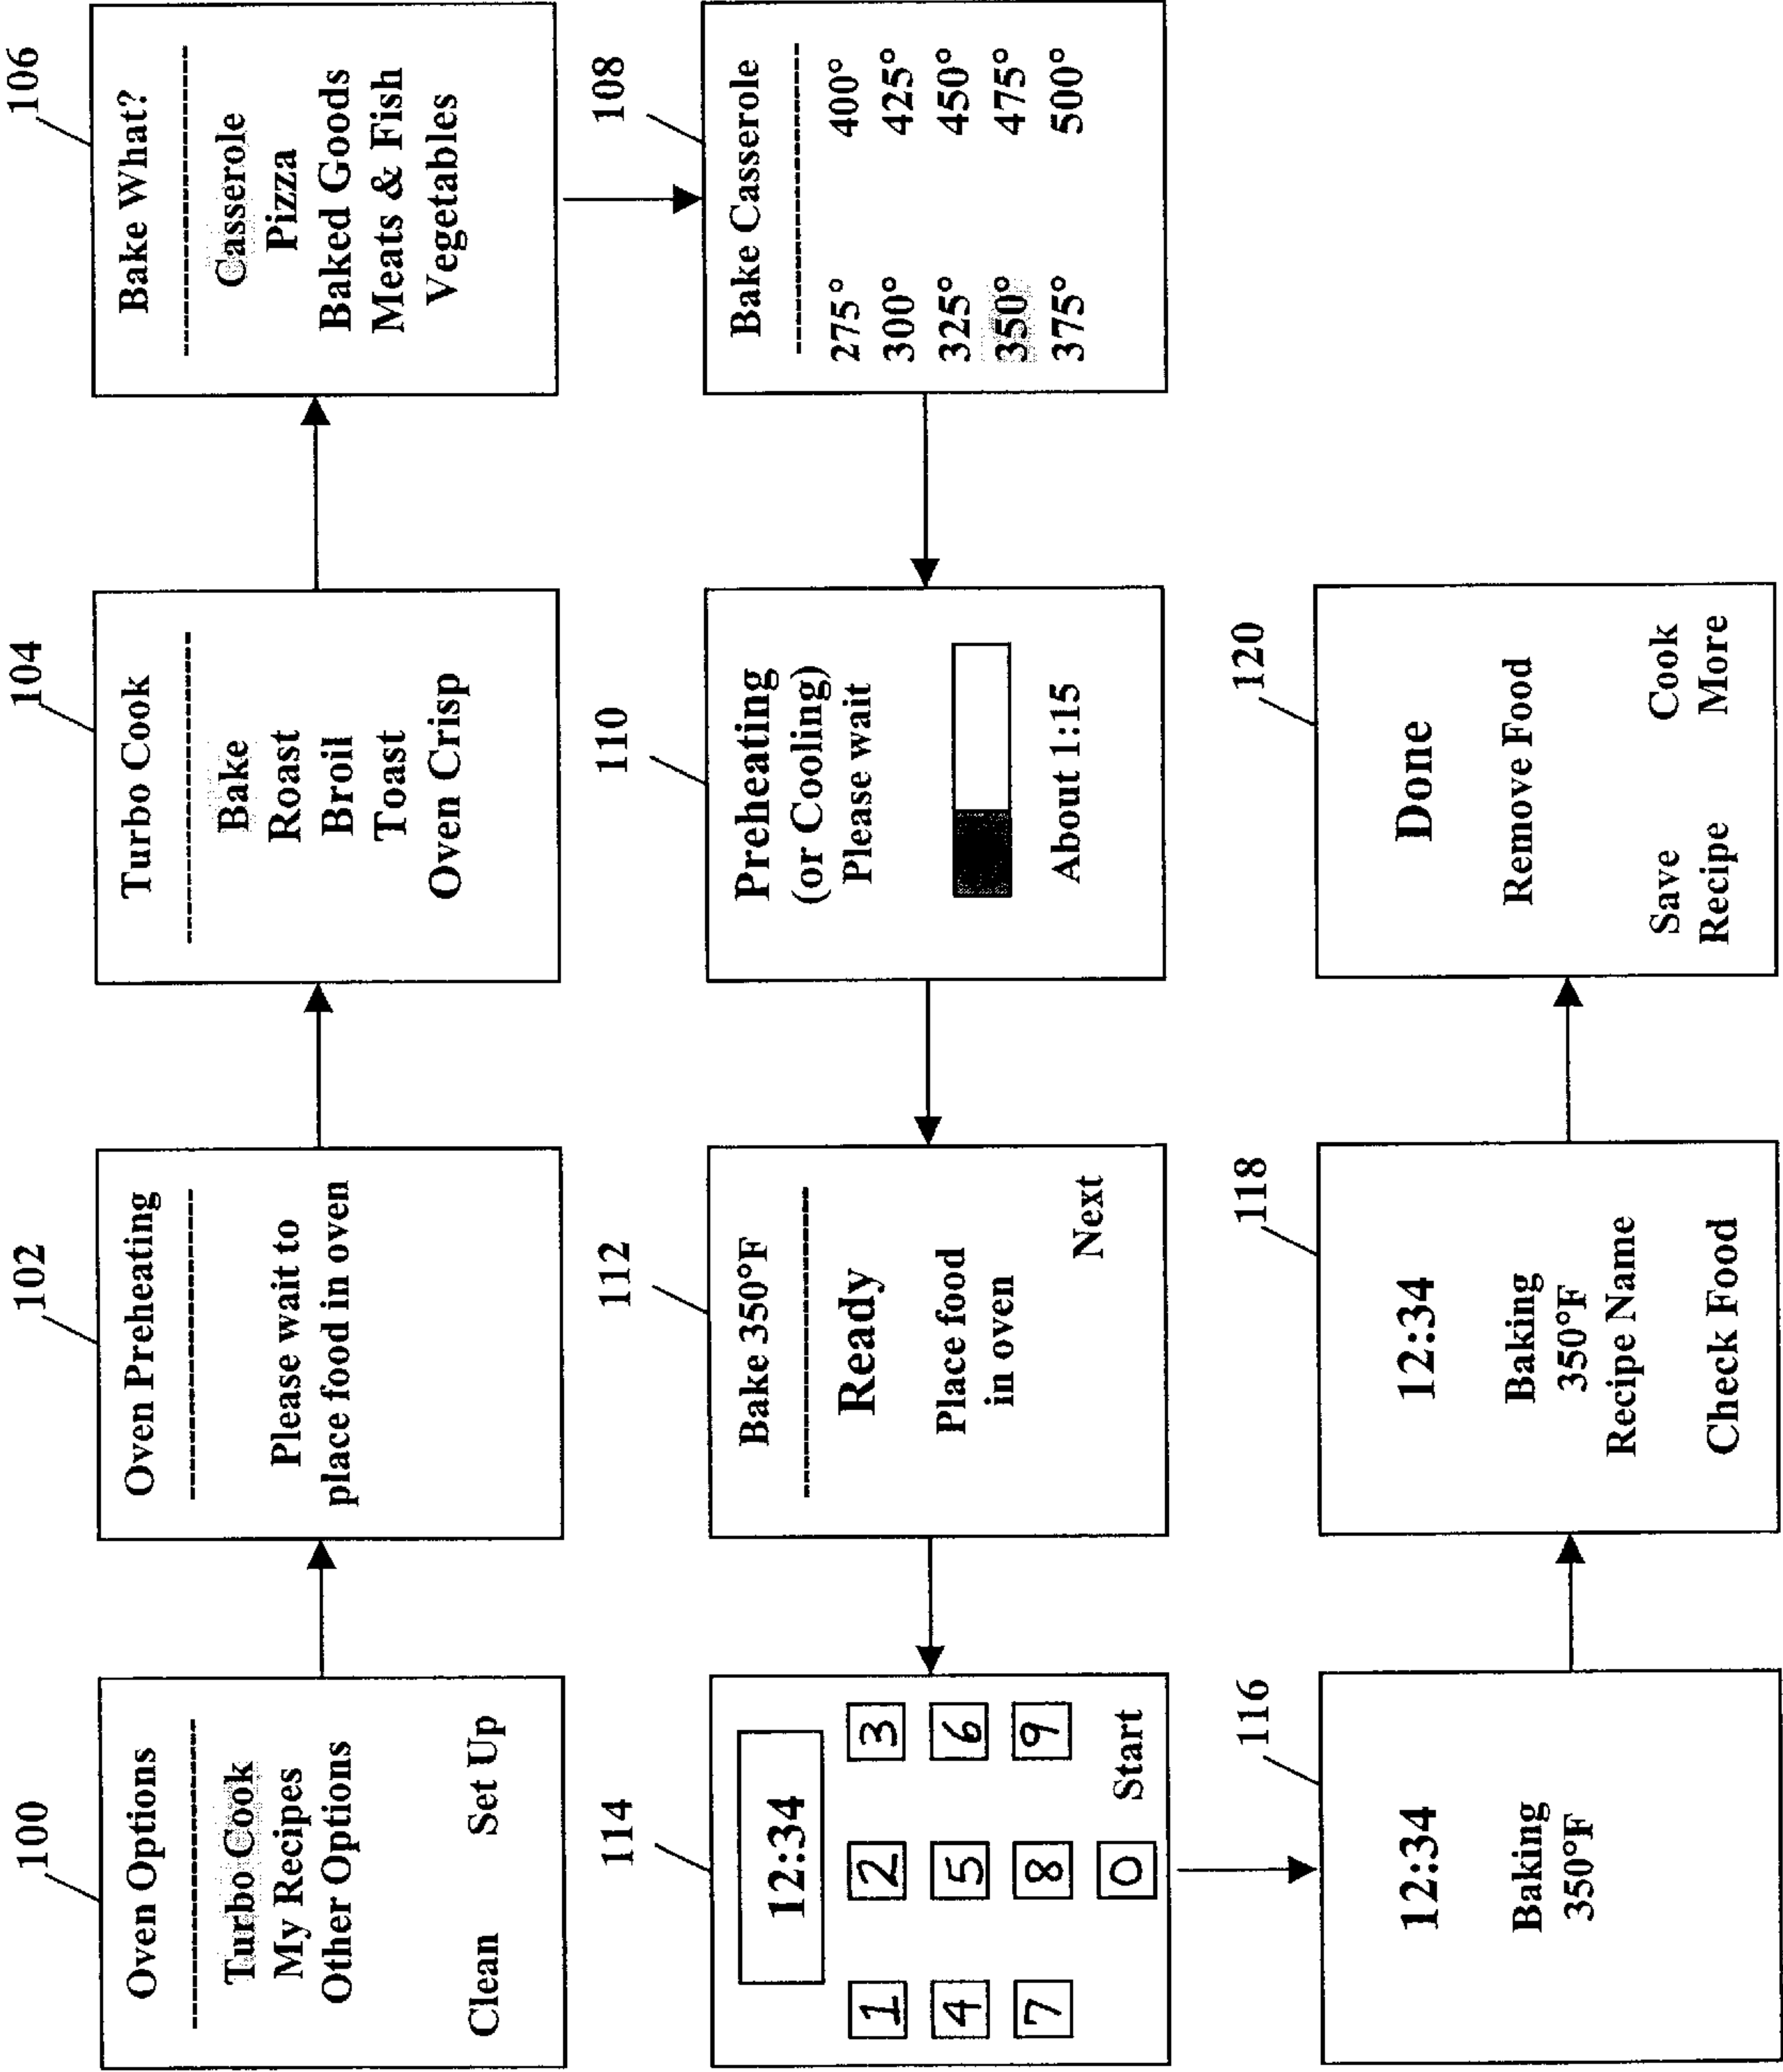 100
Oven Options
Turbo Cook
My Recipes
Other Options
Clean Set Up
102
Oven Preheating
Please wait to
place food in oven
104
Turbo Cook
Bake
Roast
Broil
Toast
Oven Crisp
106
Bake What?
Casserole
Pizza
Baked Goods
Meats & Fish
Vegetables
108
Bake Casserole
275° 400°
300° 425°
325° 450°
350° 475°
375° 500°
110
Preheating
(or Cooling)
Please wait
About 1:15
112
Bake 350°F
Ready
Place food
in oven
Next
114
12:34
1 2 3
4 5 6
7 8 9
0 Start
116
12:34
Baking
350°F
118
12:34
Baking
350°F
Recipe Name
Check Food
120
Done
Remove Food
Save Cook
Recipe More